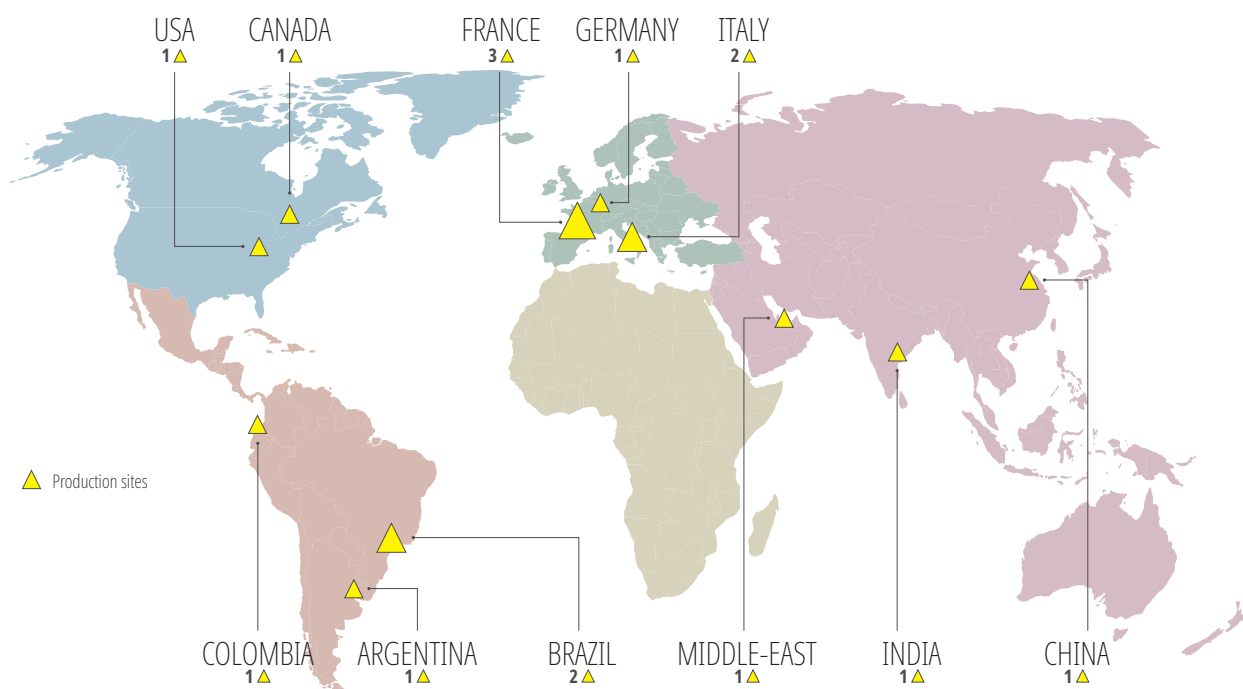 USA
1
CANADA
1
FRANCE
3
GERMANY
1
ITALY
2
Production sites
COLOMBIA
1
ARGENTINA
1
BRAZIL
2
MIDDLE-EAST
1
INDIA
1
CHINA
1